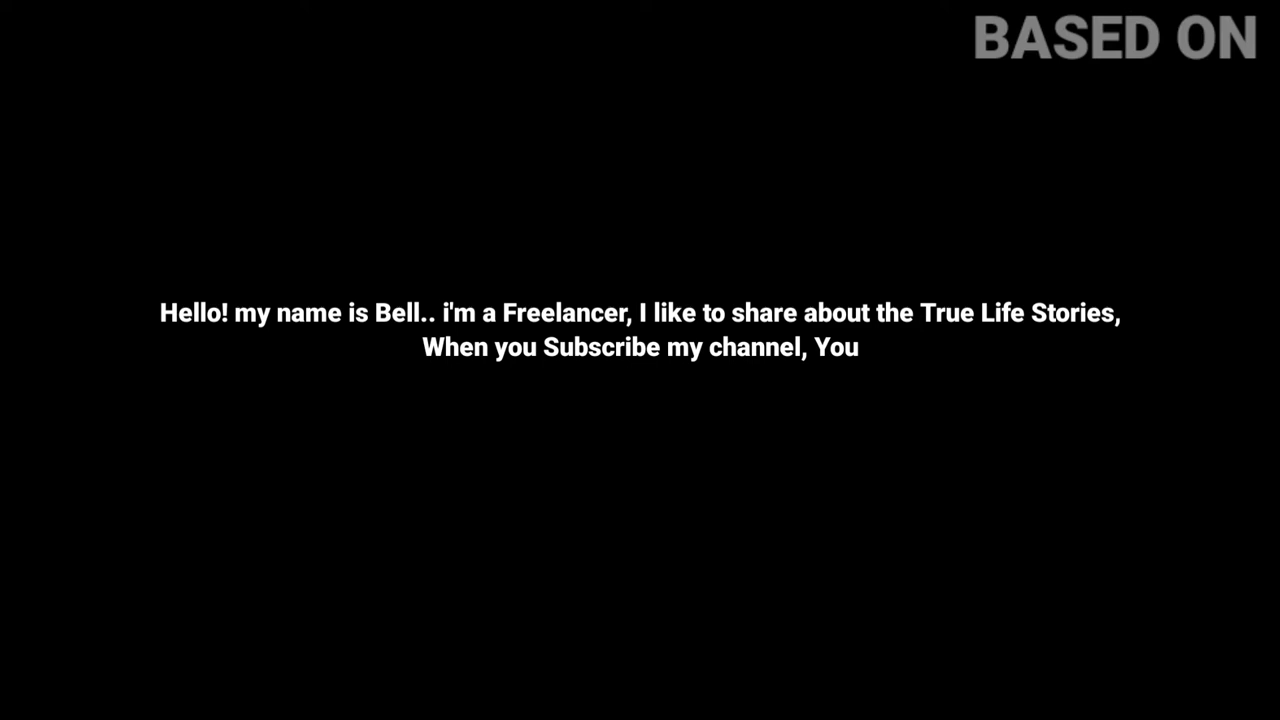 BASED ON
Hello! my name is Bell.. i'm a Freelancer, I like to share about the True Life Stories,
When you Subscribe my channel, You